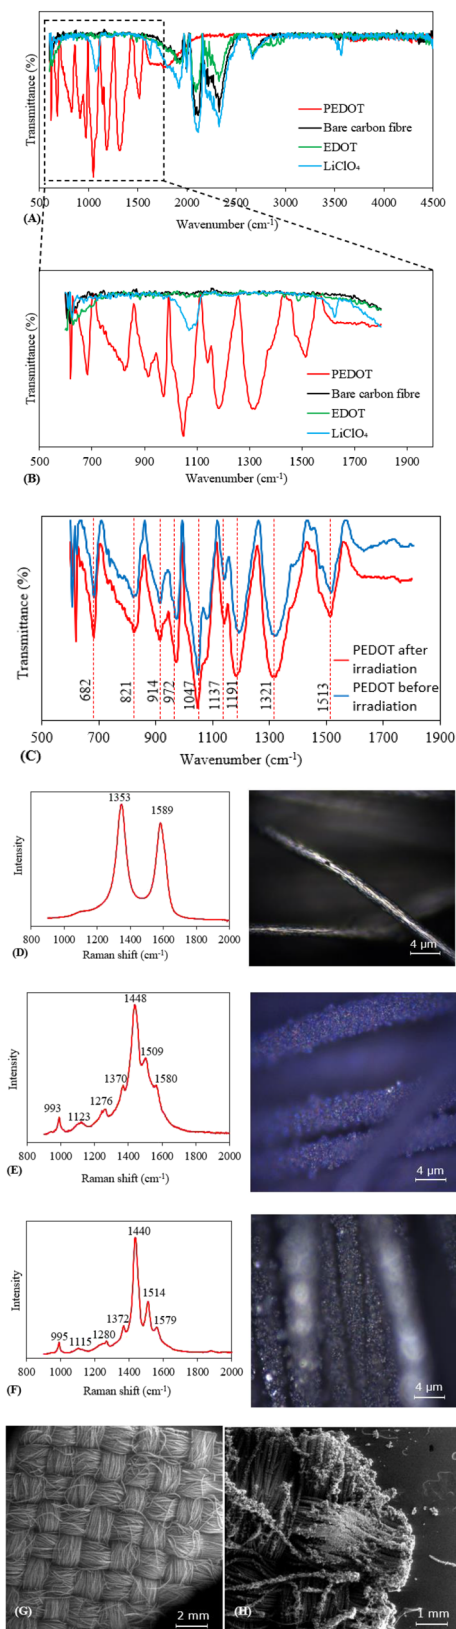 Transmittance (%)
PEDOT
Bare carbon fibre
EDOT
LiClO₄
500 1000 1500 2000 2500 3000 3500 4000 4500
(A)
Wavenumber (cm⁻¹)
Transmittance (%)
PEDOT
Bare carbon fibre
EDOT
LiClO₄
500 700 900 1100 1300 1500 1700 1900
(B)
Wavenumber (cm⁻¹)
Transmittance (%)
682
821
914
972
1047
1137
1191
1321
1513
PEDOT after
irradiation
PEDOT before
irradiation
500 700 900 1100 1300 1500 1700 1900
(C)
Wavenumber (cm⁻¹)
Intensity
1353
1589
800 1000 1200 1400 1600 1800 2000
(D)
Raman shift (cm⁻¹)
4 μm
Intensity
1448
1509
1370
1580
1276
993
1123
800 1000 1200 1400 1600 1800 2000
(E)
Raman shift (cm⁻¹)
4 μm
Intensity
1440
1514
1372
1579
1280
995
1115
800 1000 1200 1400 1600 1800 2000
(F)
Raman shift (cm⁻¹)
4 μm
(G)
2 mm
(H)
1 mm